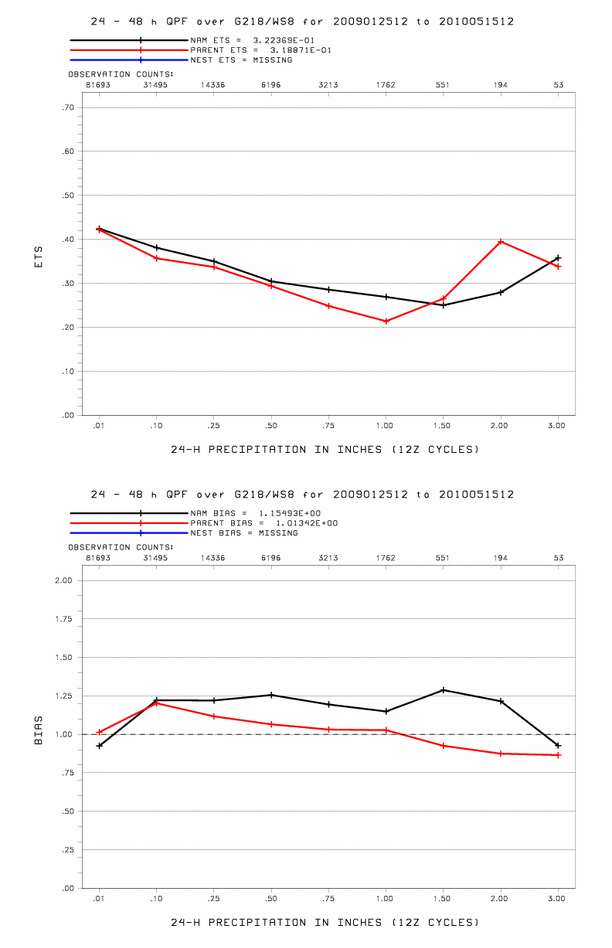 24 - 48 h QPF over G218/WS8 for 2009012512 to 2010051512
NAM ETS = 3.22369E-01
PARENT ETS = 3.18871E-01
NEST ETS = MISSING
OBSERVATION COUNTS:
81693 31495 14336 6196 3213 1762 551 194 53
.70
.60
.50
.40
.30
.20
.10
.00
ETS
.01 .10 .25 .50 .75 1.00 1.50 2.00 3.00
24-H PRECIPITATION IN INCHES (12Z CYCLES)
24 - 48 h QPF over G218/WS8 for 2009012512 to 2010051512
NAM BIAS = 1.15493E+00
PARENT BIAS = 1.01342E+00
NEST BIAS = MISSING
OBSERVATION COUNTS:
81693 31495 14336 6196 3213 1762 551 194 53
2.00
1.75
1.50
1.25
1.00
.75
.50
.25
.00
BIAS
.01 .10 .25 .50 .75 1.00 1.50 2.00 3.00
24-H PRECIPITATION IN INCHES (12Z CYCLES)